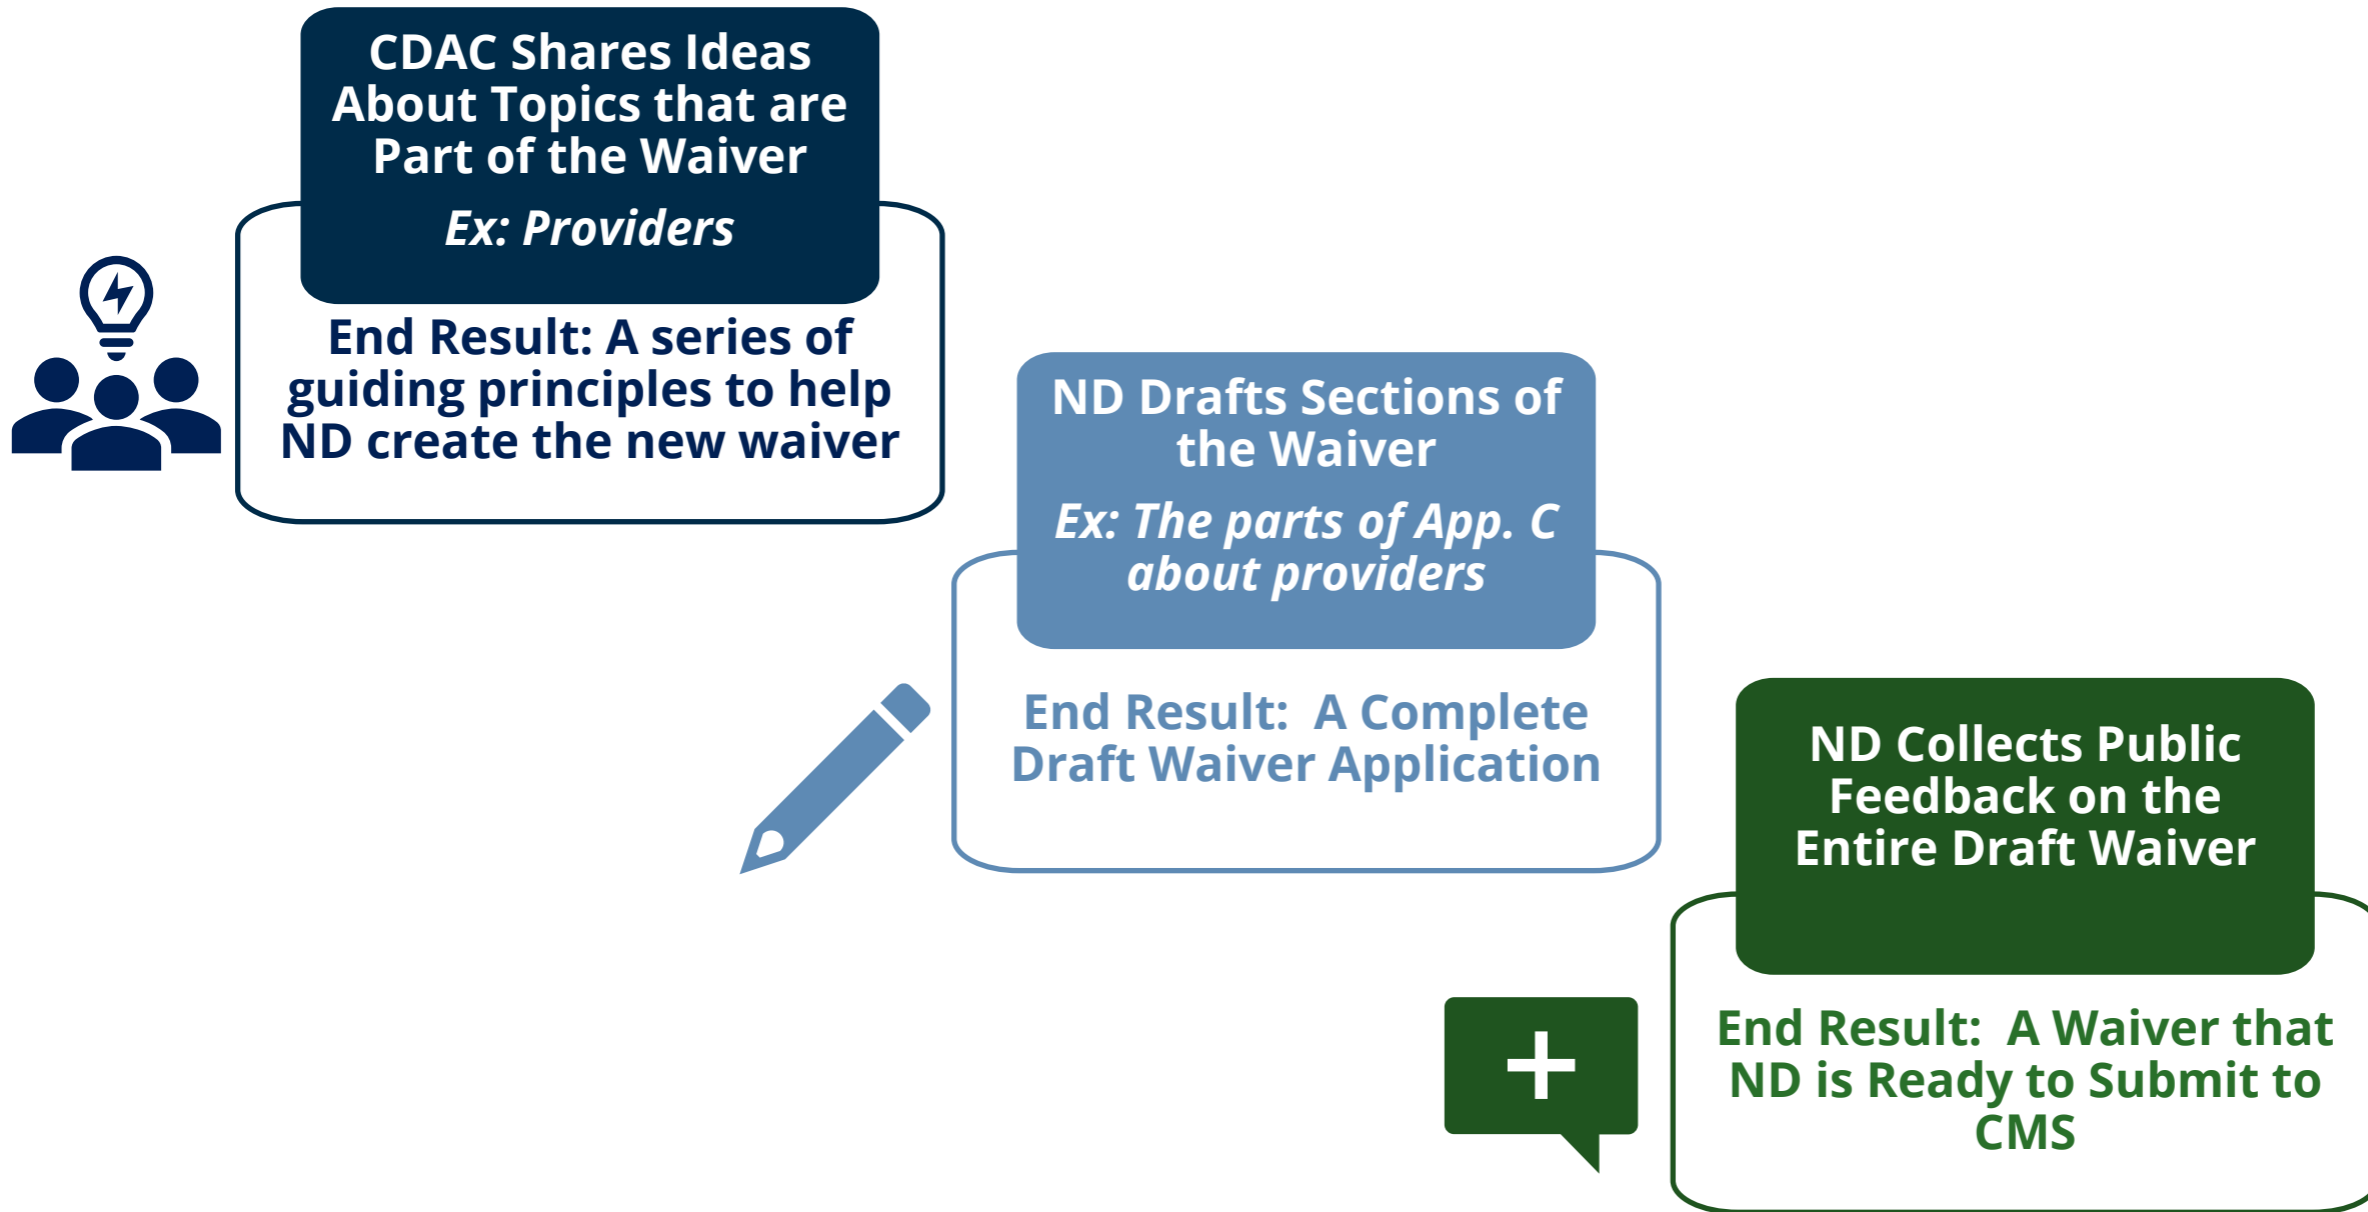 CDAC Shares Ideas
About Topics that are
Part of the Waiver
Ex: Providers
End Result: A series of
guiding principles to help
ND create the new waiver
ND Drafts Sections of
the Waiver
Ex: The parts of App. C
about providers
End Result:  A Complete
Draft Waiver Application
ND Collects Public
Feedback on the
Entire Draft Waiver
End Result:  A Waiver that
ND is Ready to Submit to
CMS